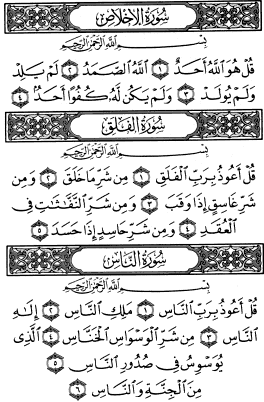 سُورَةُ الإِخْلَاصِ
بِسْمِ اللَّهِ الرَّحْمَٰنِ الرَّحِيمِ
قُلْ هُوَ اللَّهُ أَحَدٌ ١ اللَّهُ الصَّمَدُ ٢ لَمْ يَلِدْ
وَلَمْ يُولَدْ ٣ وَلَمْ يَكُن لَّهُ كُفُوًا أَحَدٌ ٤
سُورَةُ الْفَلَقِ
بِسْمِ اللَّهِ الرَّحْمَٰنِ الرَّحِيمِ
قُلْ أَعُوذُ بِرَبِّ الْفَلَقِ ١ مِن شَرِّ مَا خَلَقَ ٢ وَمِن
شَرِّ غَاسِقٍ إِذَا وَقَبَ ٣ وَمِن شَرِّ النَّفَّاثَاتِ فِي
الْعُقَدِ ٤ وَمِن شَرِّ حَاسِدٍ إِذَا حَسَدَ ٥
سُورَةُ النَّاسِ
بِسْمِ اللَّهِ الرَّحْمَٰنِ الرَّحِيمِ
قُلْ أَعُوذُ بِرَبِّ النَّاسِ ١ مَلِكِ النَّاسِ ٢ إِلَٰهِ
النَّاسِ ٣ مِن شَرِّ الْوَسْوَاسِ الْخَنَّاسِ ٤ الَّذِي
يُوَسْوِسُ فِي صُدُورِ النَّاسِ ٥
مِنَ الْجِنَّةِ وَالنَّاسِ ٦